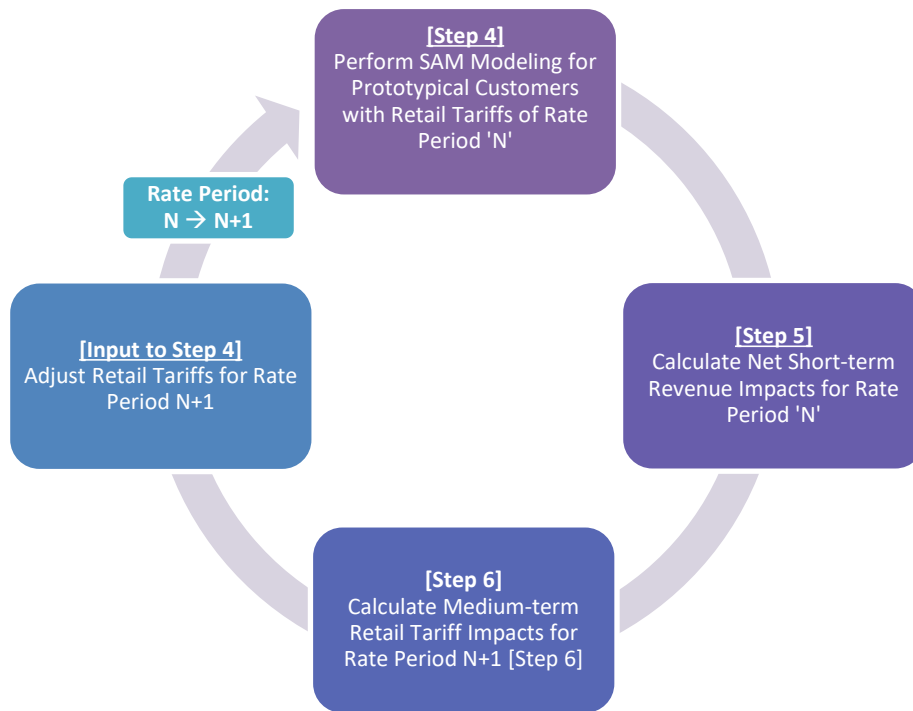 [Step 4]
Perform SAM Modeling for
Prototypical Customers
with Retail Tariffs of Rate
Period 'N'
Rate Period:
N → N+1
[Input to Step 4]
Adjust Retail Tariffs for Rate
Period N+1
[Step 5]
Calculate Net Short-term
Revenue Impacts for Rate
Period 'N'
[Step 6]
Calculate Medium-term
Retail Tariff Impacts for
Rate Period N+1 [Step 6]